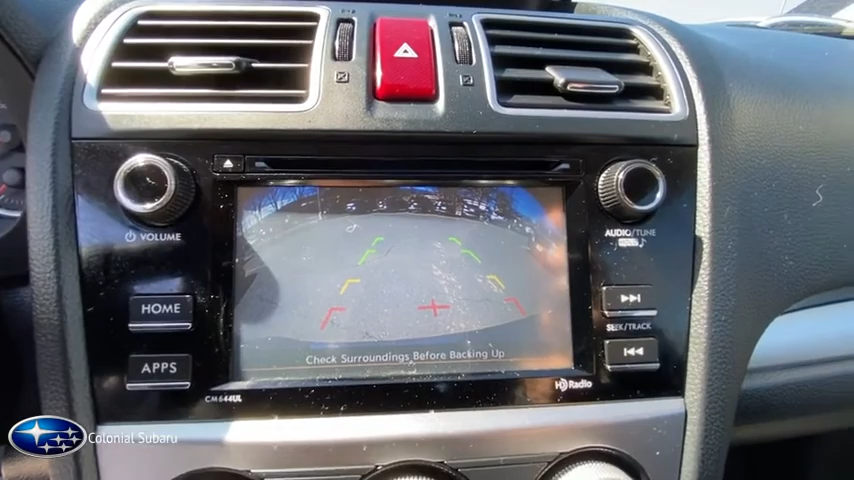 VOLUME
AUDIO/TUNE
HOME
APPS
SEEK/TRACK
Check Surroundings Before Backing Up
CM644UL
HD Radio
Colonial Subaru